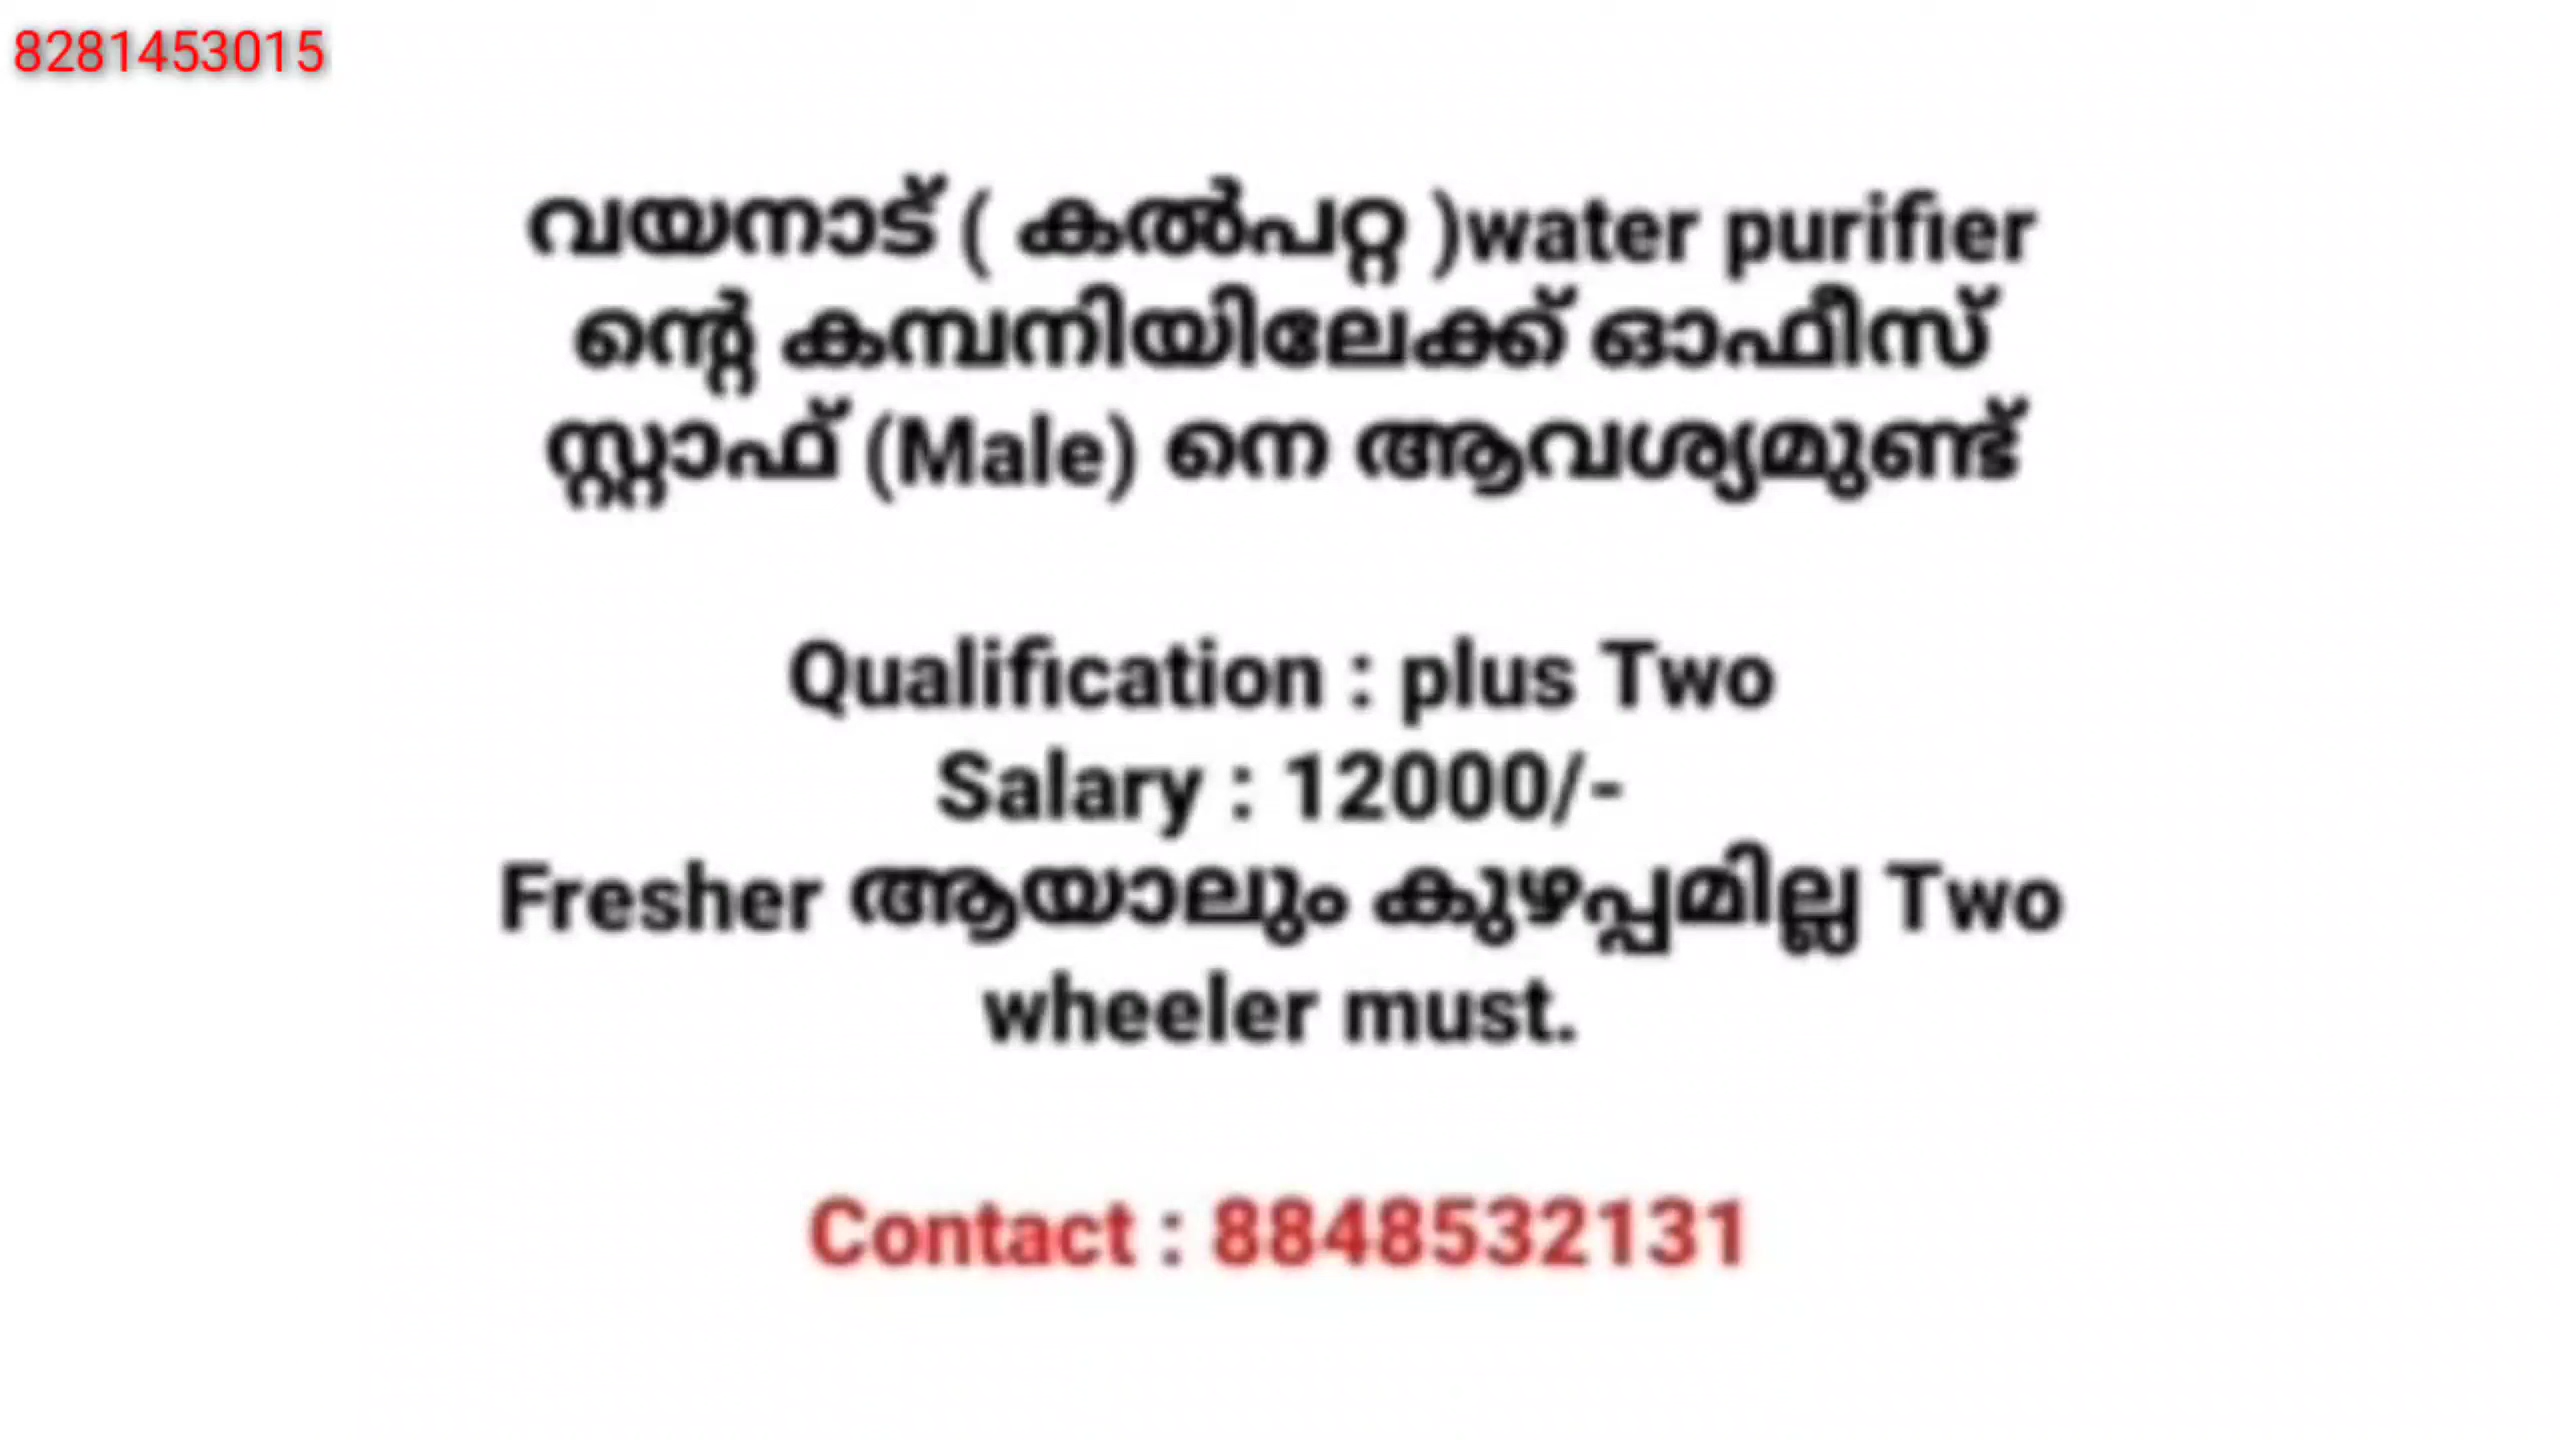 8281453015
വയനാട് ( കൽപറ്റ )water purifier
ന്റെ കമ്പനിയിലേക്ക് ഓഫീസ്
സ്റ്റാഫ് (Male) നെ ആവശ്യമുണ്ട്
Qualification : plus Two
Salary : 12000/-
Fresher ആയാലും കുഴപ്പമില്ല Two
wheeler must.
Contact : 8848532131